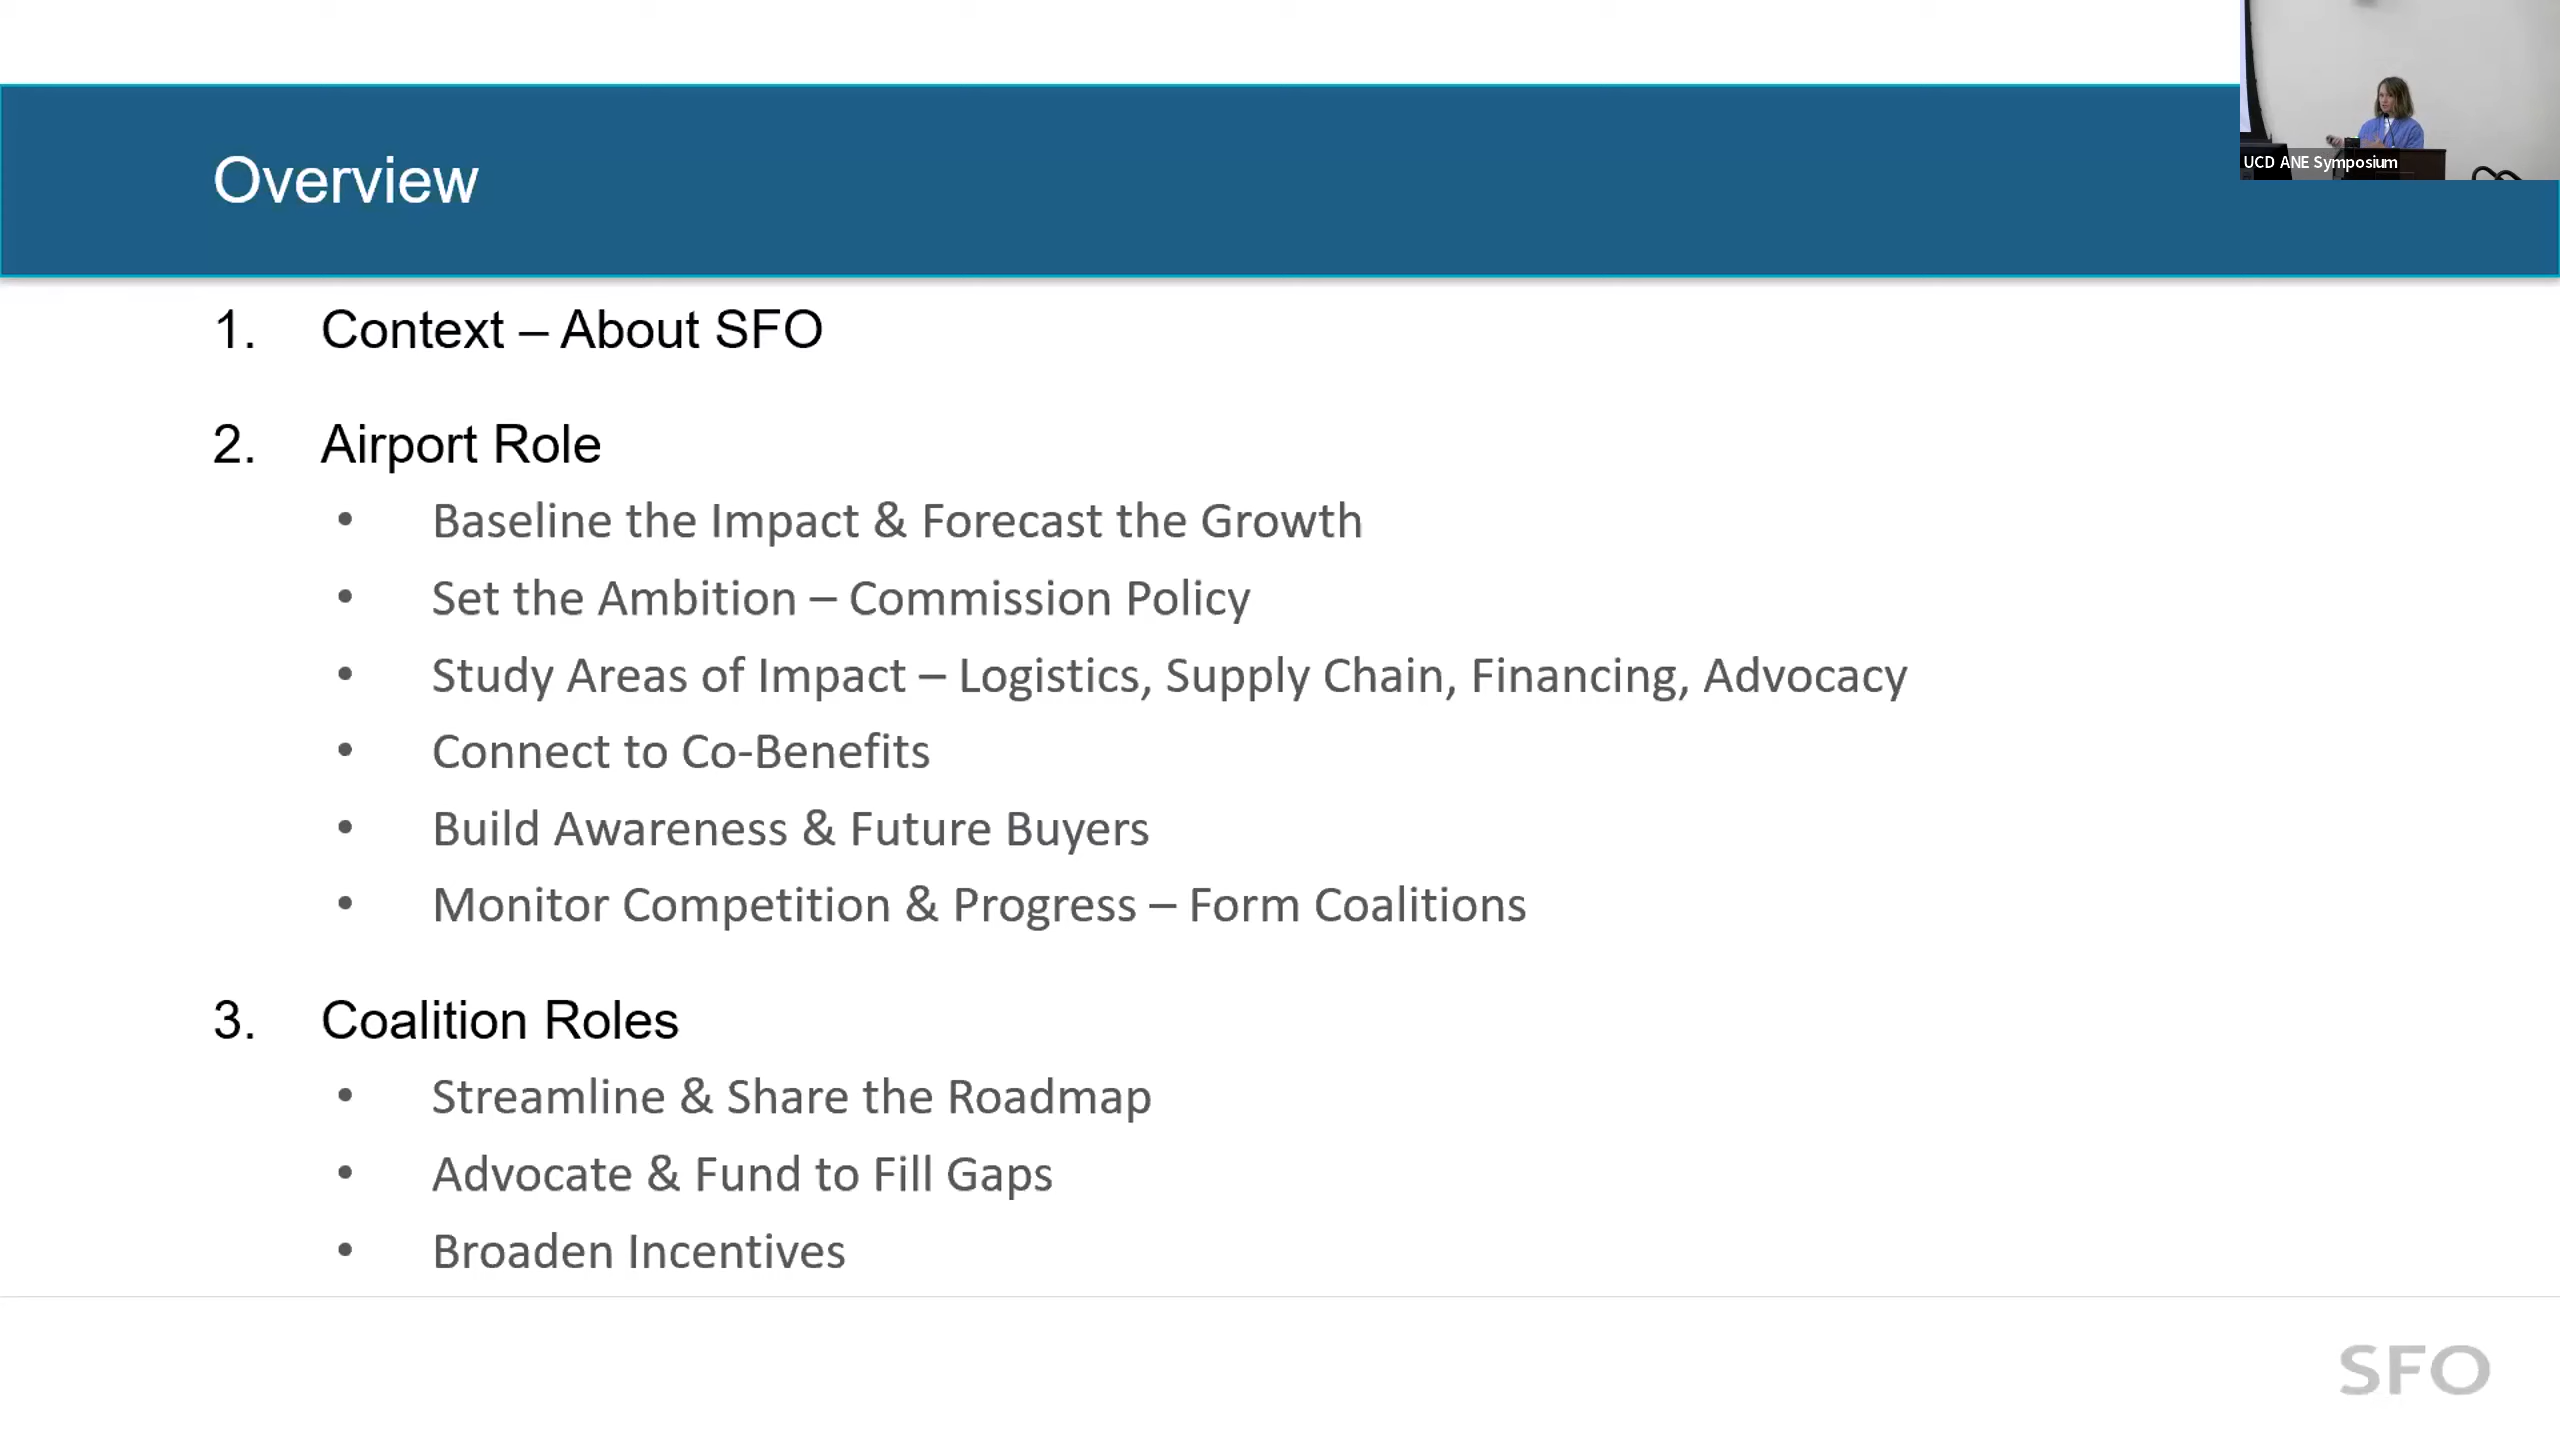 UCD ANE Symposium
Overview
1. Context – About SFO
2. Airport Role
• Baseline the Impact & Forecast the Growth
• Set the Ambition – Commission Policy
• Study Areas of Impact – Logistics, Supply Chain, Financing, Advocacy
• Connect to Co-Benefits
• Build Awareness & Future Buyers
• Monitor Competition & Progress – Form Coalitions
3. Coalition Roles
• Streamline & Share the Roadmap
• Advocate & Fund to Fill Gaps
• Broaden Incentives
SFO